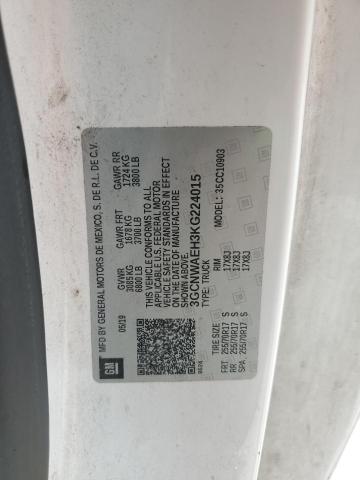 GM
MFD BY GENERAL MOTORS DE MEXICO, S. DE R.L. DE C.V.
05/19
GVWR GAWR FRT GAWR RR
3085KG 1678 KG 1724 KG
6800 LB 3700 LB 3800 LB
THIS VEHICLE CONFORMS TO ALL
APPLICABLE U.S. FEDERAL MOTOR
VEHICLE SAFETY STANDARDS IN EFFECT
ON THE DATE OF MANUFACTURE
SHOWN ABOVE
3GCNWAEH3KG224015
TYPE: TRUCK MODEL: 35CC10903
TIRE SIZE RIM
FRT 255/70R17 S 17X8J
RR 255/70R17 S 17X8J
SPA 255/70R17 S 17X8J